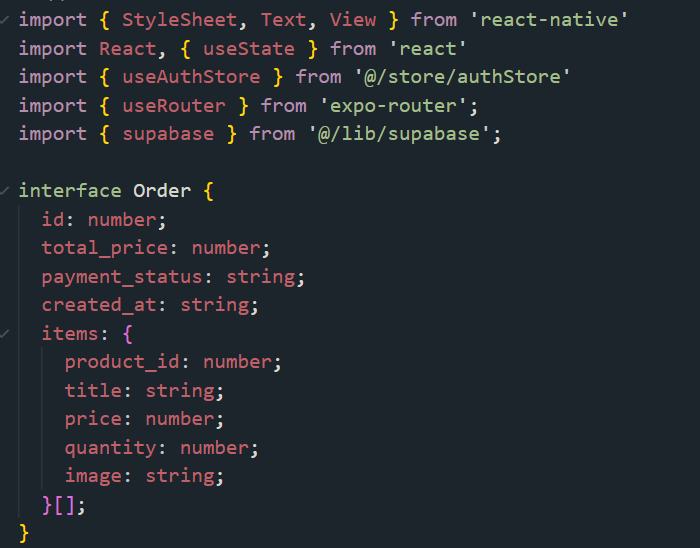 import { StyleSheet, Text, View } from 'react-native'
import React, { useState } from 'react'
import { useAuthStore } from '@/store/authStore'
import { useRouter } from 'expo-router';
import { supabase } from '@/lib/supabase';

interface Order {
  id: number;
  total_price: number;
  payment_status: string;
  created_at: string;
  items: {
    product_id: number;
    title: string;
    price: number;
    quantity: number;
    image: string;
  }[];
}